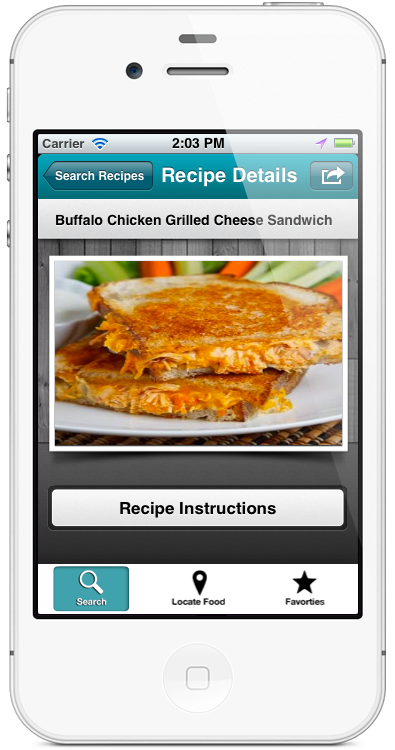 Carrier 2:03 PM
Search Recipes Recipe Details
Buffalo Chicken Grilled Cheese Sandwich
Recipe Instructions
Search Locate Food Favorties